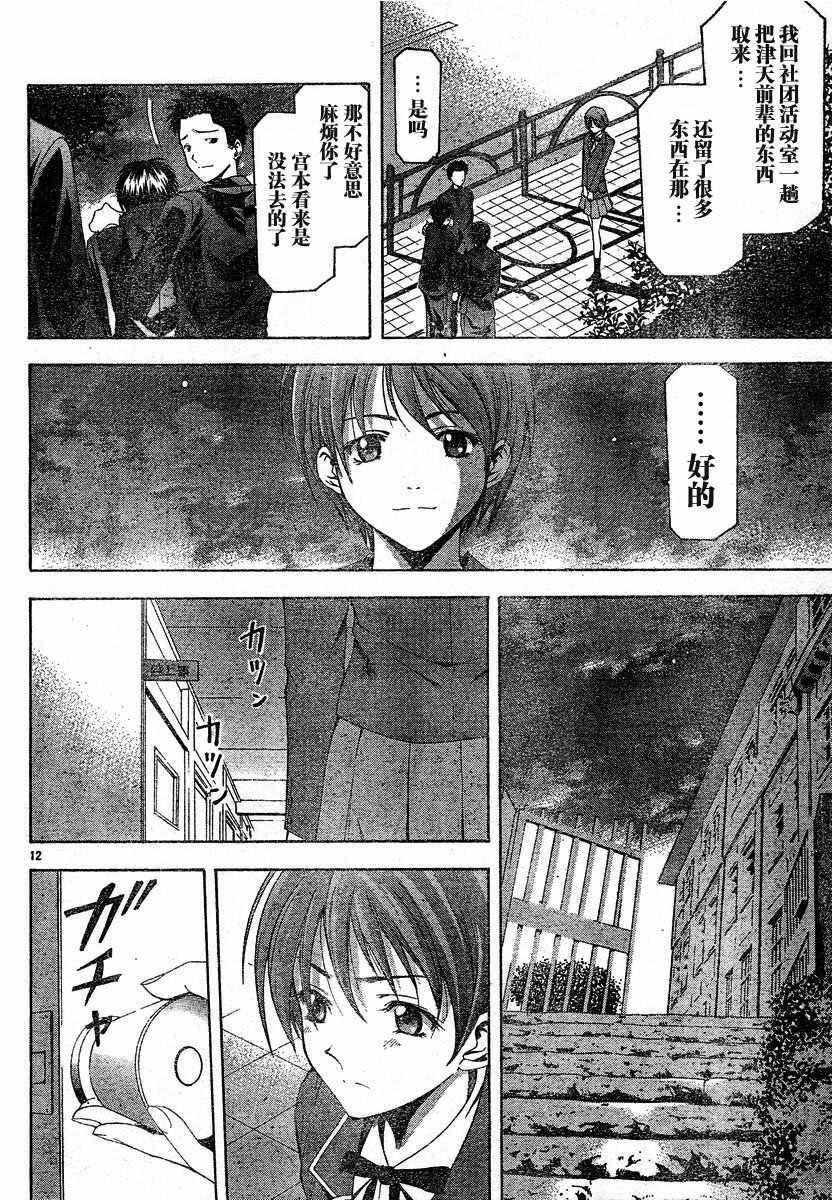 我回社团活动室一趟
把津天前辈的东西
取来…
还留了很多
东西在那…
…是吗
那不好意思
麻烦你了
宫本看来是
没法去的了
……好的
カツン
カツン
12
ガチャ